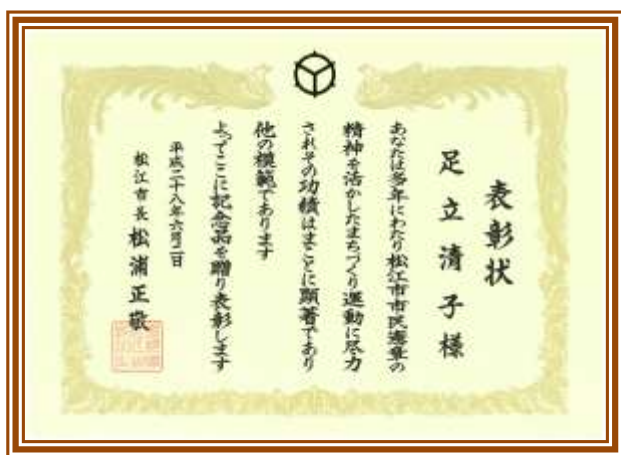 表彰状
足立清子様
あなたは多年にわたり松江市市民憲章の
精神を活かしたまちづくり運動に尽力
されその功績はまことに顕著であり
他の模範であります
よってここに記念品を贈り表彰します
平成二十八年六月二日
松江市長 松浦正敬